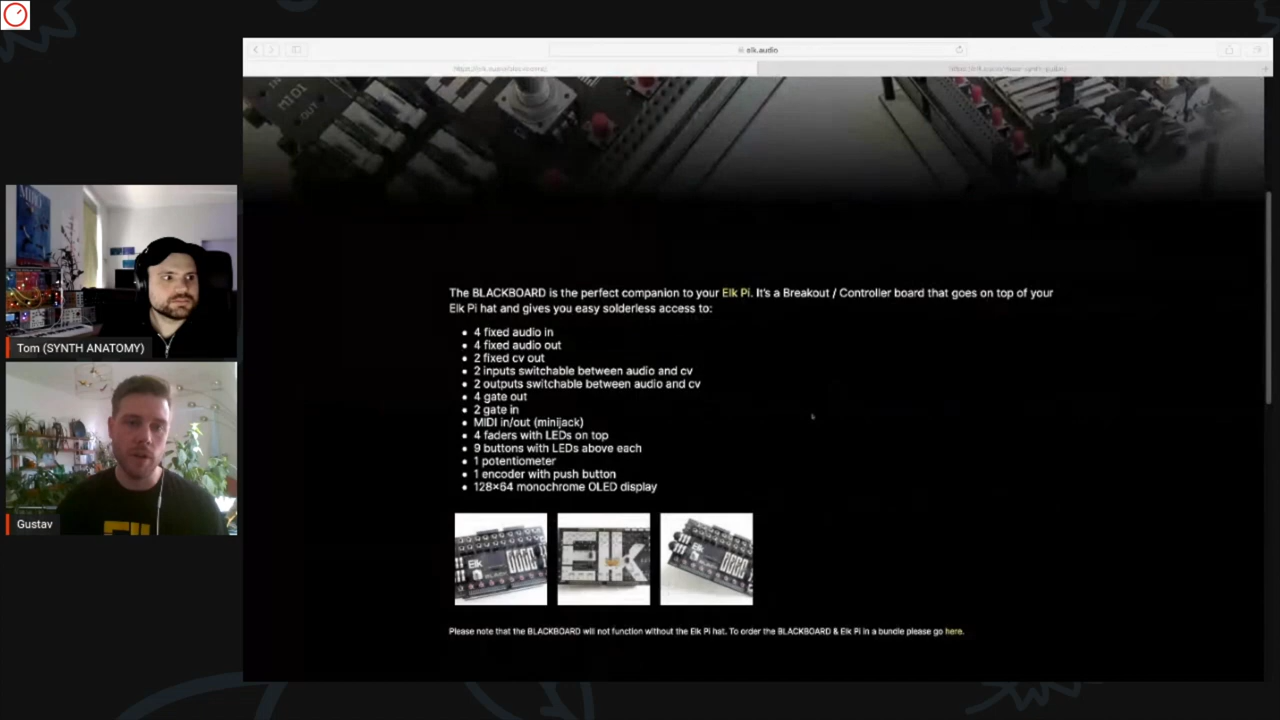 elk.audio
MIDI
OUT
The BLACKBOARD is the perfect companion to your Elk Pi. It's a Breakout / Controller board that goes on top of your
Elk Pi hat and gives you easy solderless access to:
4 fixed audio in
4 fixed audio out
2 fixed cv out
2 inputs switchable between audio and cv
2 outputs switchable between audio and cv
4 gate out
2 gate in
MIDI in/out (minijack)
4 faders with LEDs on top
9 buttons with LEDs above each
1 potentiometer
1 encoder with push button
128×64 monochrome OLED display
Elk
Elk
Elk
Please note that the BLACKBOARD will not function without the Elk Pi hat. To order the BLACKBOARD & Elk Pi in a bundle please go here.
Tom (SYNTH ANATOMY)
Gustav